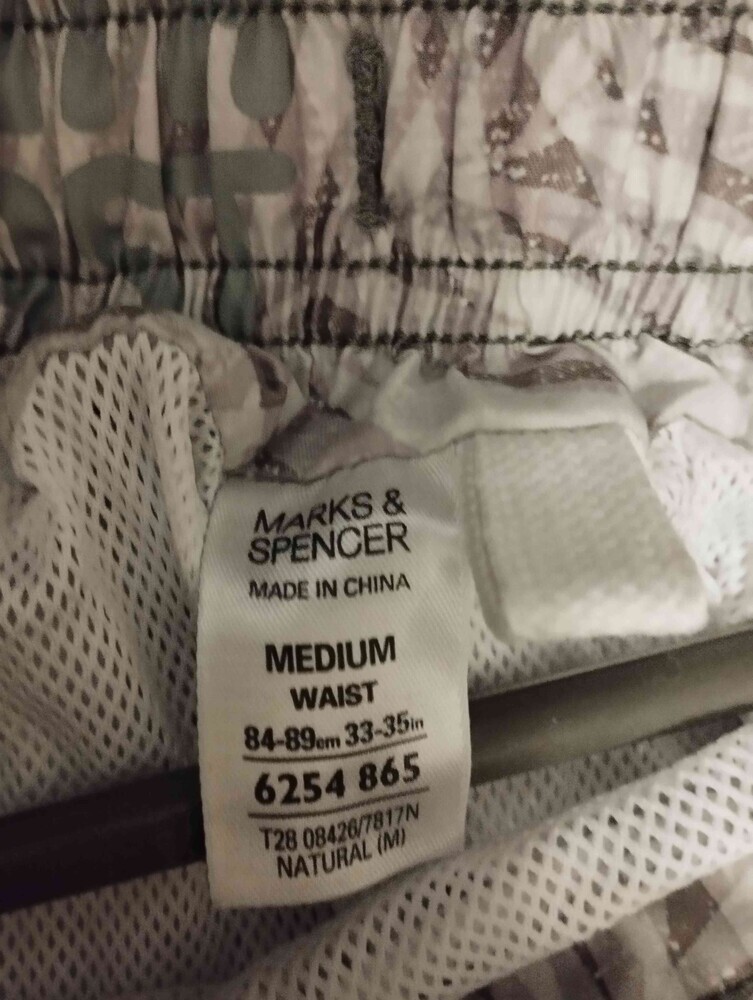 MARKS &
SPENCER
MADE IN CHINA
MEDIUM
WAIST
84-89cm 33-35in
6254 865
T28 08426/7817N
NATURAL (M)